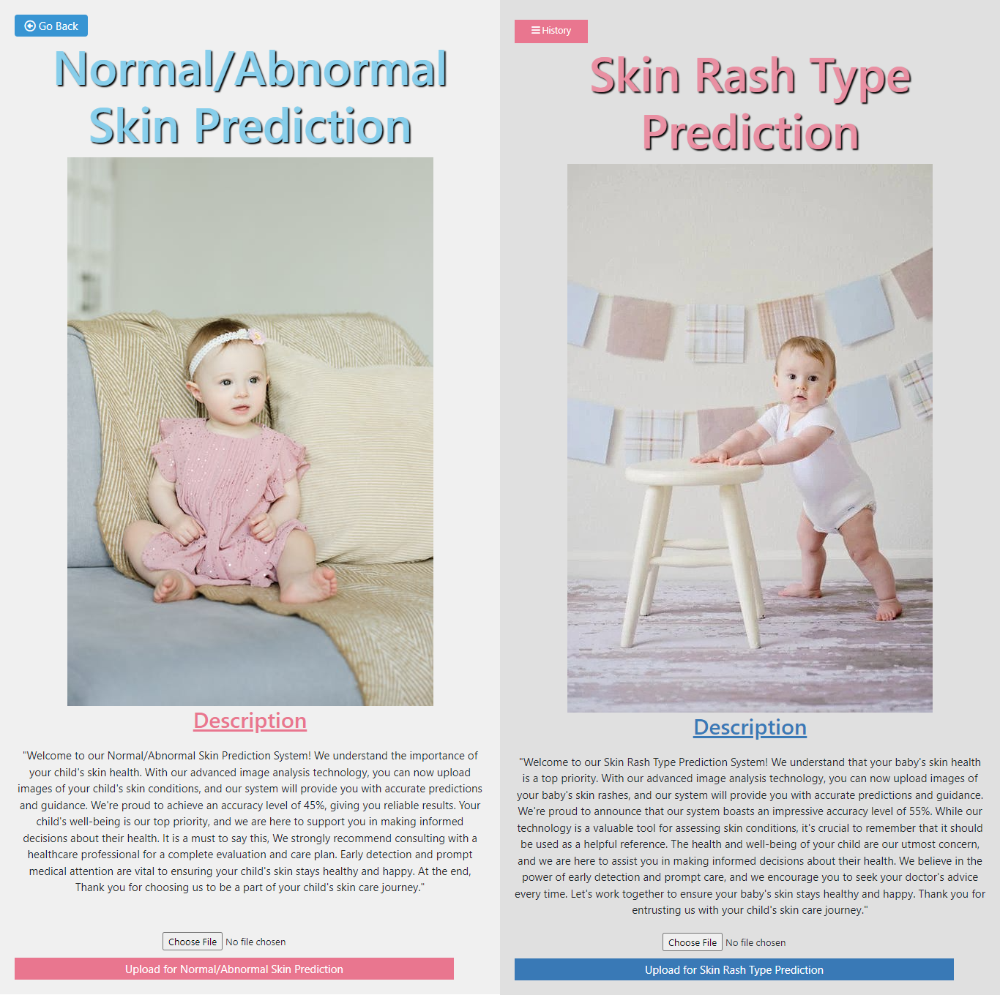 Go Back
Normal/Abnormal
Skin Prediction
Description
"Welcome to our Normal/Abnormal Skin Prediction System! We understand the importance of
your child's skin health. With our advanced image analysis technology, you can now upload
images of your child's skin conditions, and our system will provide you with accurate predictions
and guidance. We're proud to achieve an accuracy level of 45%, giving you reliable results. Your
child's well-being is our top priority, and we are here to support you in making informed
decisions about their health. It is a must to say this, We strongly recommend consulting with a
healthcare professional for a complete evaluation and care plan. Early detection and prompt
medical attention are vital to ensuring your child's skin stays healthy and happy. At the end,
Thank you for choosing us to be a part of your child's skin care journey."
Choose File No file chosen
Upload for Normal/Abnormal Skin Prediction
History
Skin Rash Type
Prediction
Description
"Welcome to our Skin Rash Type Prediction System! We understand that your baby's skin health
is a top priority. With our advanced image analysis technology, you can now upload images of
your baby's skin rashes, and our system will provide you with accurate predictions and guidance.
We're proud to announce that our system boasts an impressive accuracy level of 55%. While our
technology is a valuable tool for assessing skin conditions, it's crucial to remember that it should
be used as a helpful reference. The health and well-being of your child are our utmost concern,
and we are here to assist you in making informed decisions about their health. We believe in the
power of early detection and prompt care, and we encourage you to seek your doctor's advice
every time. Let's work together to ensure your baby's skin stays healthy and happy. Thank you for
entrusting us with your child's skin care journey."
Choose File No file chosen
Upload for Skin Rash Type Prediction